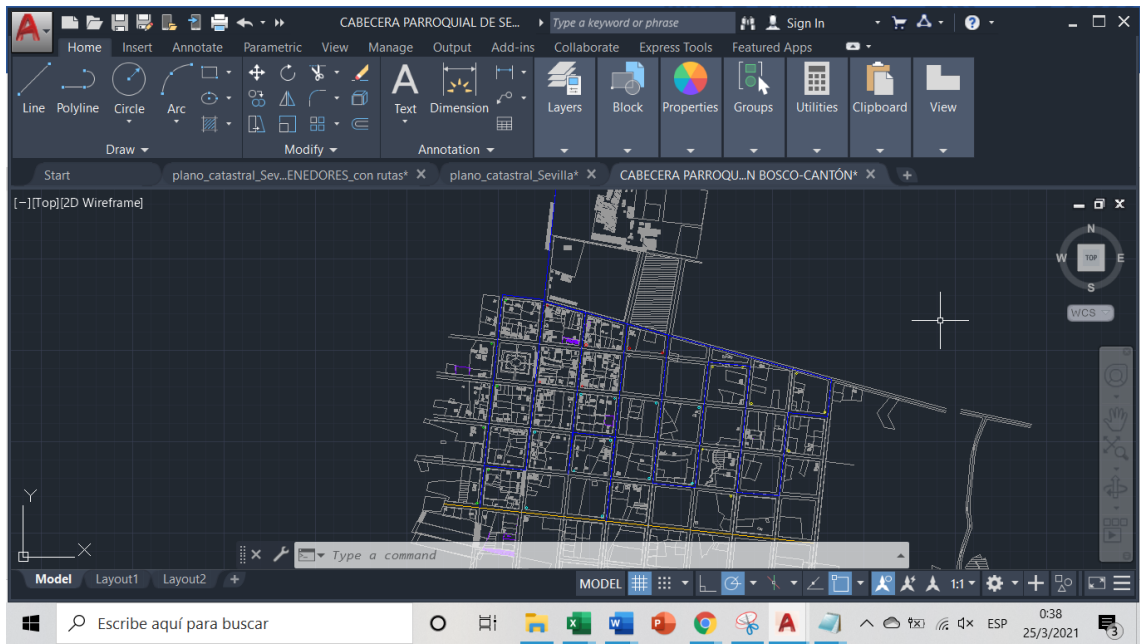 CABECERA PARROQUIAL DE SE... Type a keyword or phrase Sign In
Home Insert Annotate Parametric View Manage Output Add-ins Collaborate Express Tools Featured Apps
Line Polyline Circle Arc Text Dimension Layers Block Properties Groups Utilities Clipboard View
Draw Modify Annotation
Start plano_catastral_Sev...ENEDORES_con rutas* plano_catastral_Sevilla* CABECERA PARROQU...N BOSCO-CANTÓN*
[−][Top][2D Wireframe]
N
W TOP E
S
WCS
Y
X
Type a command
Model Layout1 Layout2 + MODEL 1:1
Escribe aquí para buscar ESP 0:38
25/3/2021
3